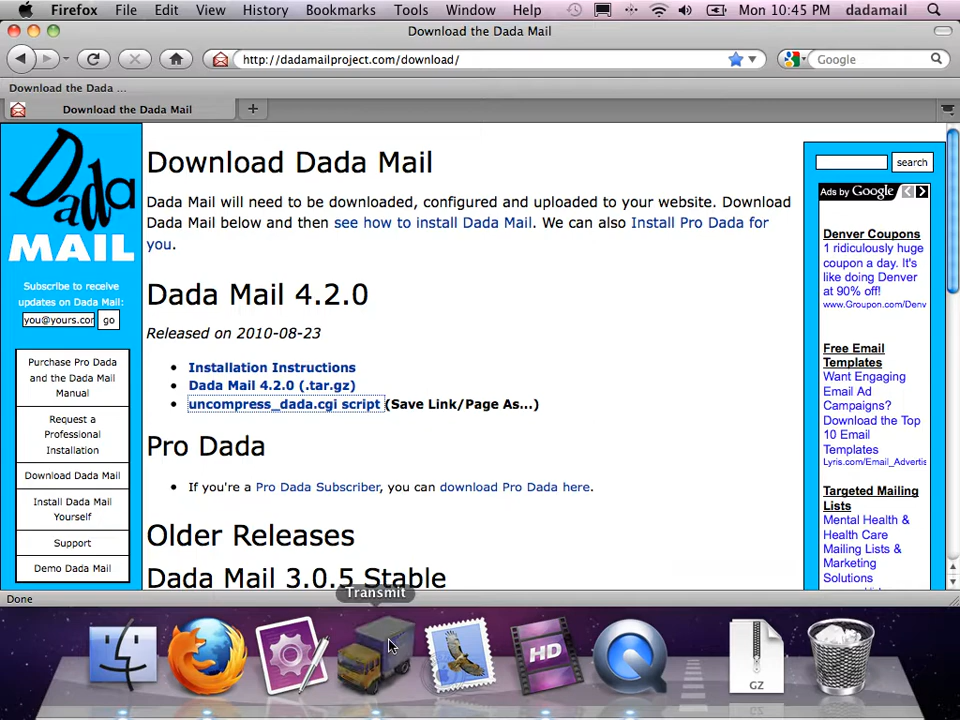 Firefox File Edit View History Bookmarks Tools Window Help Mon 10:45 PM dadamail
Download the Dada Mail
http://dadamailproject.com/download/
Google
Download the Dada ...
Download the Dada Mail
Dada
MAIL
Subscribe to receive
updates on Dada Mail:
you@yours.com
go
Purchase Pro Dada
and the Dada Mail
Manual
Request a
Professional
Installation
Download Dada Mail
Install Dada Mail
Yourself
Support
Demo Dada Mail
Download Dada Mail
Dada Mail will need to be downloaded, configured and uploaded to your website. Download
Dada Mail below and then see how to install Dada Mail. We can also Install Pro Dada for
you.
Dada Mail 4.2.0
Released on 2010-08-23
• Installation Instructions
• Dada Mail 4.2.0 (.tar.gz)
• uncompress_dada.cgi script (Save Link/Page As...)
Pro Dada
• If you're a Pro Dada Subscriber, you can download Pro Dada here.
Older Releases
Dada Mail 3.0.5 Stable
search
Ads by Google
Denver Coupons
1 ridiculously huge
coupon a day. It's
like doing Denver
at 90% off!
www.Groupon.com/Denv
Free Email
Templates
Want Engaging
Email Ad
Campaigns?
Download the Top
10 Email
Templates
Lyris.com/Email_Advertis
Targeted Mailing
Lists
Mental Health &
Health Care
Mailing Lists &
Marketing
Solutions
Done
Transmit
HD
GZ